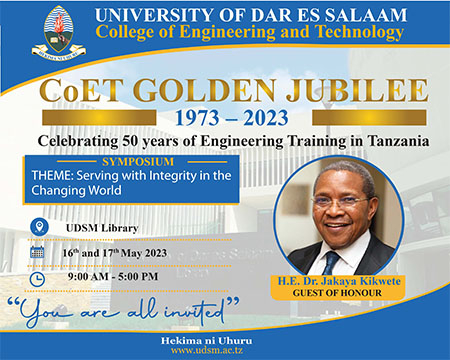 UNIVERSITY OF DAR ES SALAAM
College of Engineering and Technology
CoET GOLDEN JUBILEE
1973 – 2023
Celebrating 50 years of Engineering Training in Tanzania
SYMPOSIUM
THEME: Serving with Integrity in the
Changing World
UDSM Library
16th and 17th May 2023
9:00 AM - 5:00 PM
H.E. Dr. Jakaya Kikwete
GUEST OF HONOUR
"You are all invited"
Hekima ni Uhuru
www.udsm.ac.tz